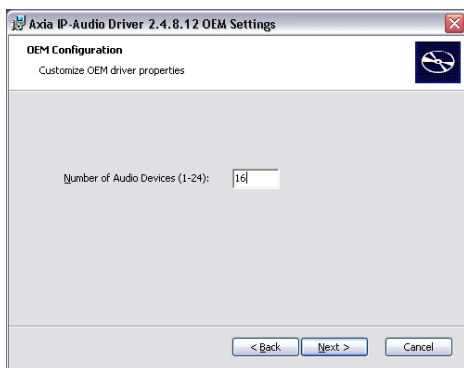 Axia IP-Audio Driver 2.4.8.12 OEM Settings
OEM Configuration
Customize OEM driver properties
Number of Audio Devices (1-24): 16
< Back Next > Cancel